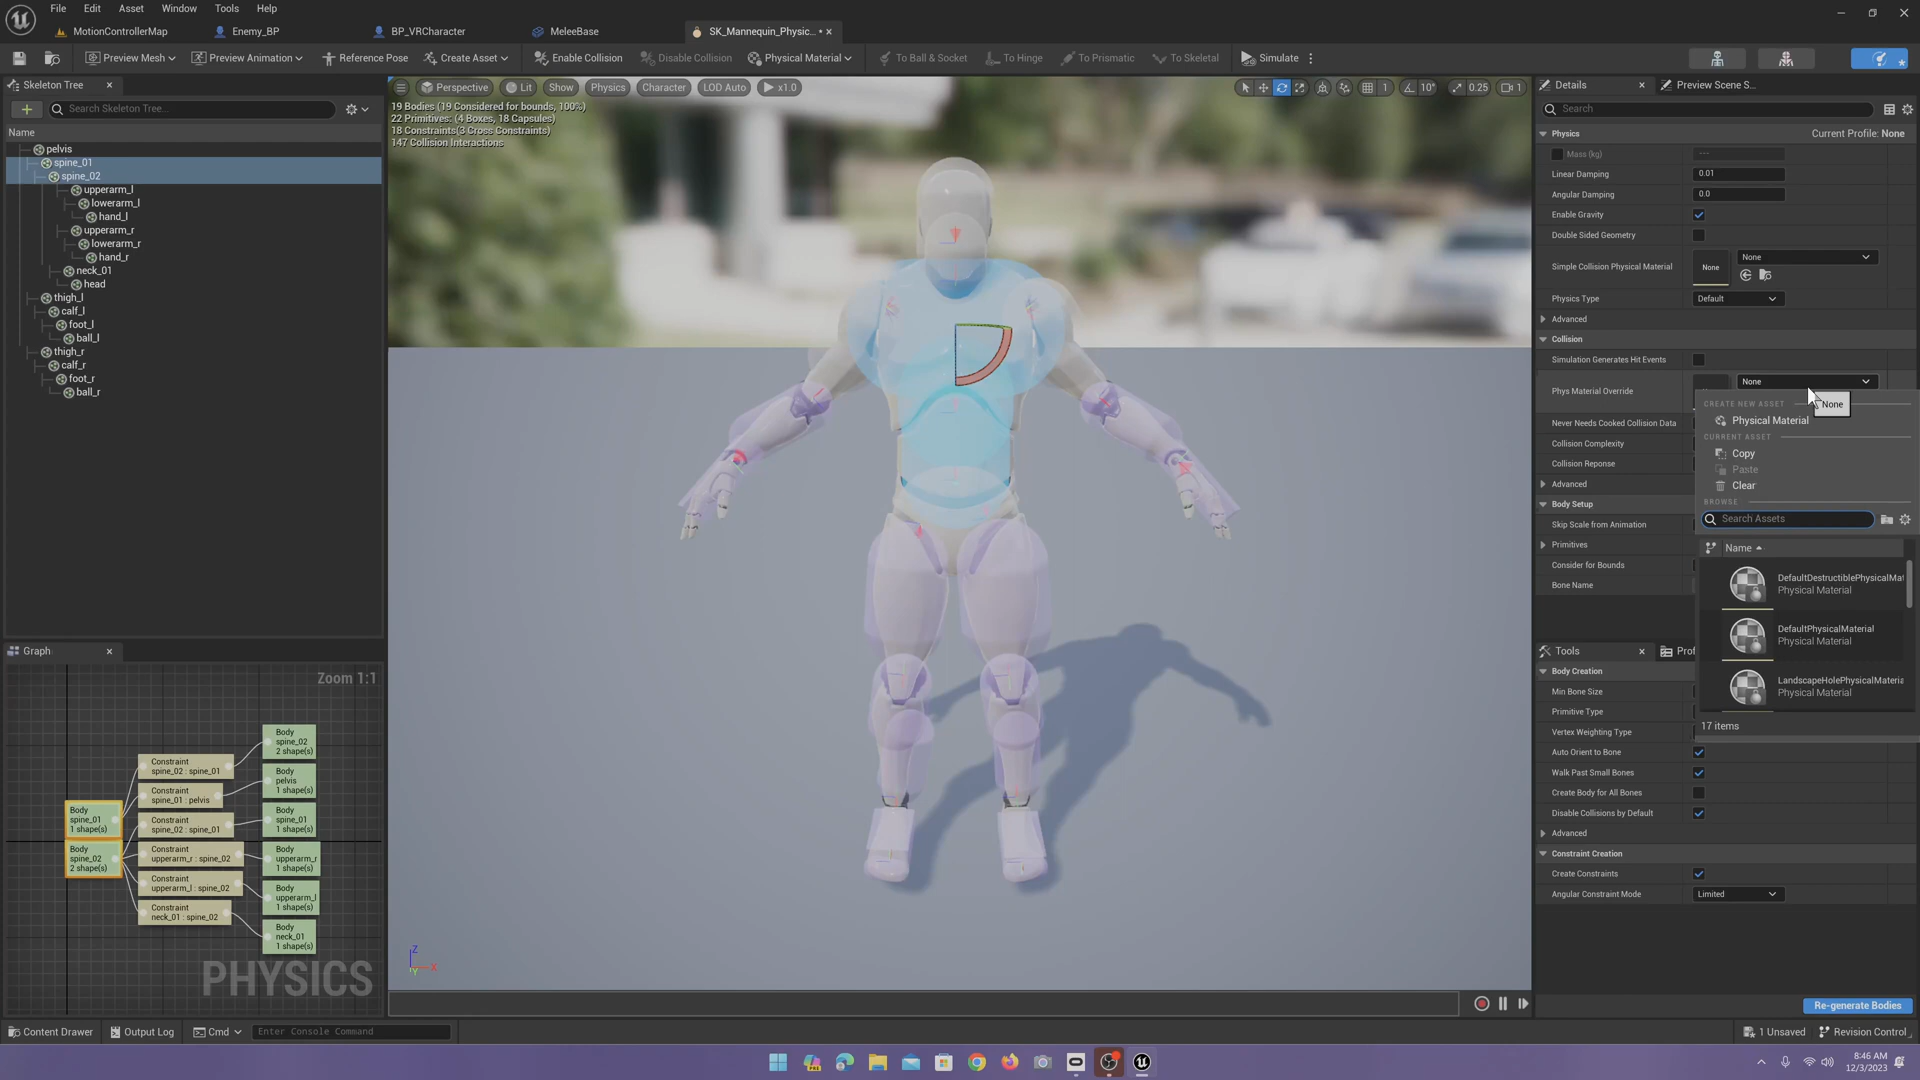 File Edit Asset Window Tools Help
MotionControllerMap Enemy_BP BP_VRCharacter MeleeBase SK_Mannequin_Physic... •
Preview Mesh Preview Animation Reference Pose Create Asset Enable Collision Disable Collision Physical Material To Ball & Socket To Hinge To Prismatic To Skeletal Simulate
Skeleton Tree
Search Skeleton Tree...
Name
pelvis
spine_01
spine_02
upperarm_l
lowerarm_l
hand_l
upperarm_r
lowerarm_r
hand_r
neck_01
head
thigh_l
calf_l
foot_l
ball_l
thigh_r
calf_r
foot_r
ball_r
Graph
Zoom 1:1
Body
spine_01
1 shape(s)
Body
spine_02
2 shape(s)
Constraint
spine_02 : spine_01
Constraint
spine_01 : pelvis
Constraint
spine_02 : spine_01
Constraint
upperarm_r : spine_02
Constraint
upperarm_l : spine_02
Constraint
neck_01 : spine_02
Body
spine_02
2 shape(s)
Body
pelvis
1 shape(s)
Body
spine_01
1 shape(s)
Body
upperarm_r
1 shape(s)
Body
upperarm_l
1 shape(s)
Body
neck_01
1 shape(s)
PHYSICS
Perspective Lit Show Physics Character LOD Auto x1.0
1 10° 0.25 1
19 Bodies (19 Considered for bounds, 100%)
22 Primitives: (4 Boxes, 18 Capsules)
18 Constraints(3 Cross Constraints)
147 Collision Interactions
Z
X
Y
Details Preview Scene S...
Search
Physics Current Profile: None
Mass (kg) ---
Linear Damping 0.01
Angular Damping 0.0
Enable Gravity
Double Sided Geometry
Simple Collision Physical Material None None
Physics Type Default
Advanced
Collision
Simulation Generates Hit Events
Phys Material Override None
Never Needs Cooked Collision Data
Collision Complexity
Collision Reponse
Advanced
Body Setup
Skip Scale from Animation
Primitives
Consider for Bounds
Bone Name
None
CREATE NEW ASSET
Physical Material
CURRENT ASSET
Copy
Paste
Clear
BROWSE
Search Assets
Name
DefaultDestructiblePhysicalMat
Physical Material
DefaultPhysicalMaterial
Physical Material
LandscapeHolePhysicalMateria
Physical Material
17 items
Tools Prof
Body Creation
Min Bone Size
Primitive Type
Vertex Weighting Type
Auto Orient to Bone
Walk Past Small Bones
Create Body for All Bones
Disable Collisions by Default
Advanced
Constraint Creation
Create Constraints
Angular Constraint Mode Limited
Re-generate Bodies
Content Drawer Output Log Cmd Enter Console Command 1 Unsaved Revision Control
8:46 AM
12/3/2023